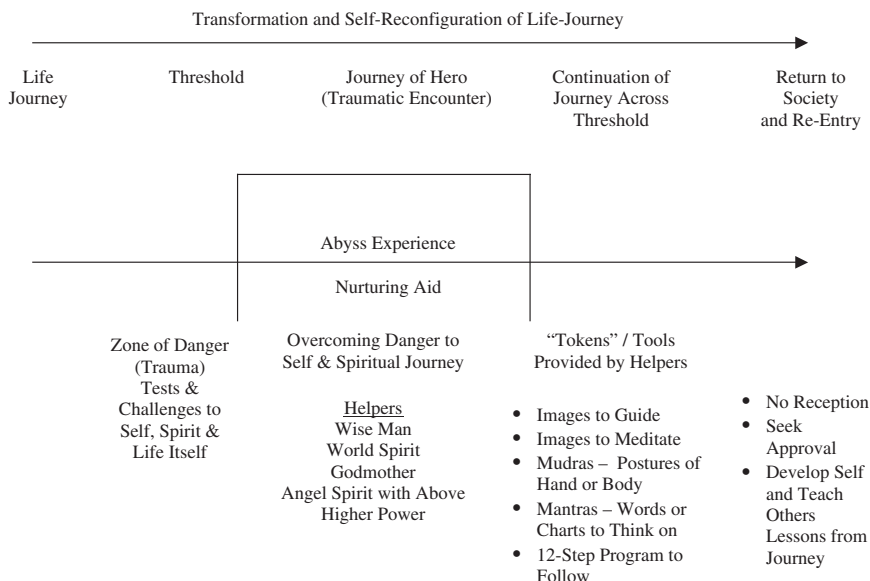 Transformation and Self-Reconfiguration of Life-Journey
Life
Journey
Threshold
Journey of Hero
(Traumatic Encounter)
Continuation of
Journey Across
Threshold
Return to
Society
and Re-Entry
Abyss Experience
Nurturing Aid
Zone of Danger
(Trauma)
Tests &
Challenges to
Self, Spirit &
Life Itself
Overcoming Danger to
Self & Spiritual Journey
Helpers
Wise Man
World Spirit
Godmother
Angel Spirit with Above
Higher Power
“Tokens” / Tools
Provided by Helpers
• Images to Guide
• Images to Meditate
• Mudras – Postures of
Hand or Body
• Mantras – Words or
Charts to Think on
• 12-Step Program to
Follow
• No Reception
• Seek
Approval
• Develop Self
and Teach
Others
Lessons from
Journey